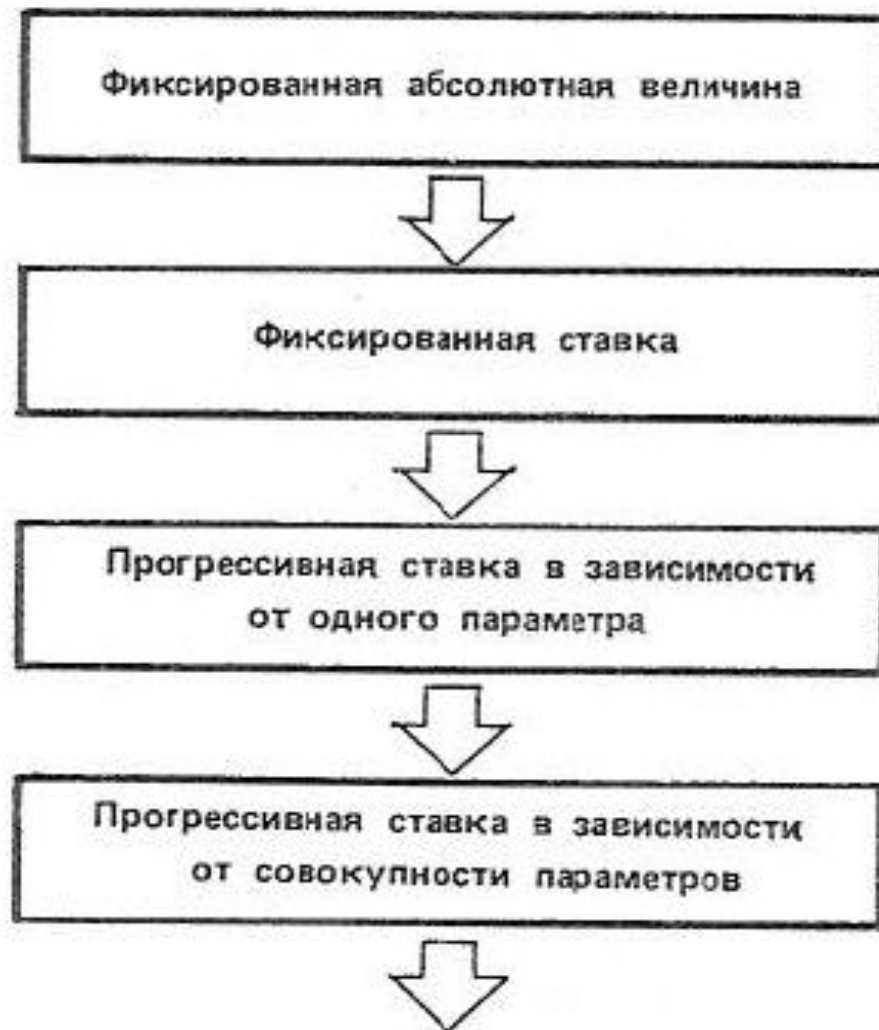 Фиксированная абсолютная величина
Фиксированная ставка
Прогрессивная ставка в зависимости
от одного параметра
Прогрессивная ставка в зависимости
от совокупности параметров